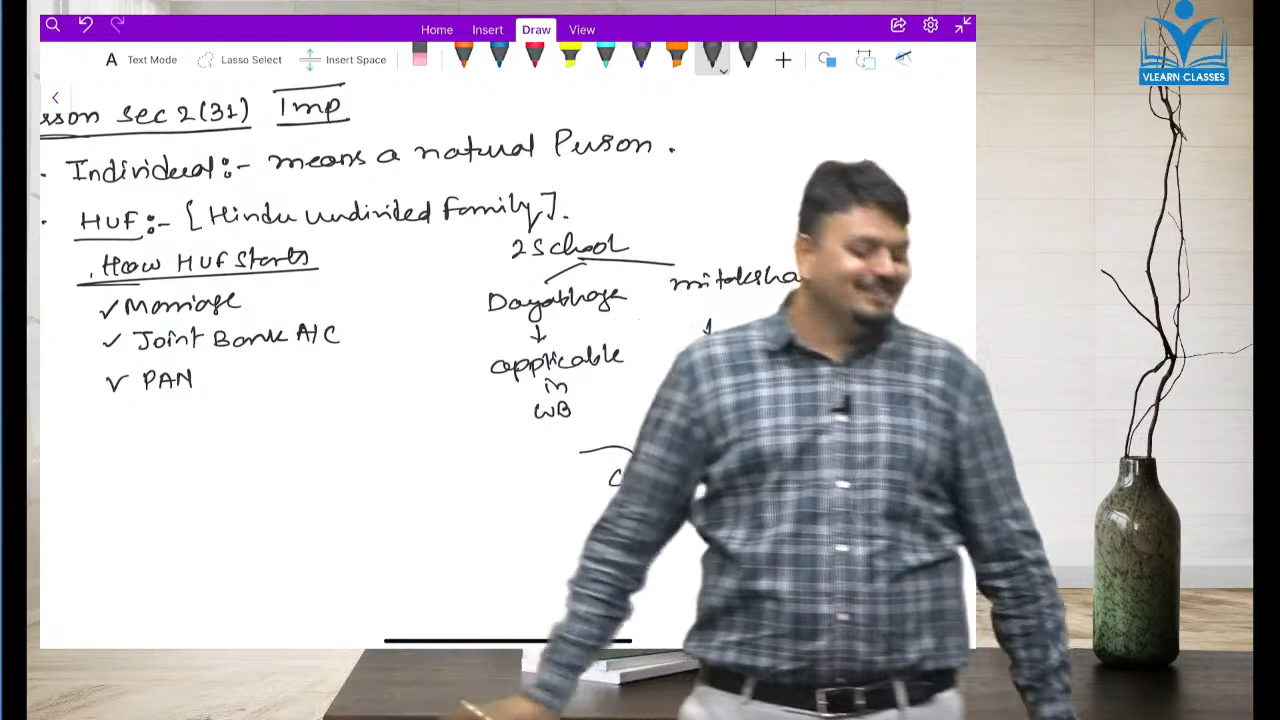 Home Insert Draw View
A Text Mode Lasso Select Insert Space
VLEARN CLASSES
sec 2(31) Imp
Individual:- means a natural Person.
HUF:- [Hindu undivided family].
How HUF Starts
✓ Marriage
✓ Joint Bank A/C
✓ PAN
2 School
Dayabhaga
↓
applicable
in
WB